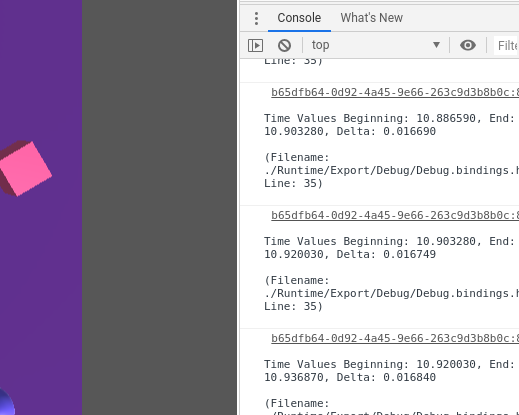 Console What's New
top Filte
Line: 35)
b65dfb64-0d92-4a45-9e66-263c9d3b8b0c:8
Time Values Beginning: 10.886590, End:
10.903280, Delta: 0.016690
(Filename:
./Runtime/Export/Debug/Debug.bindings.h
Line: 35)
b65dfb64-0d92-4a45-9e66-263c9d3b8b0c:8
Time Values Beginning: 10.903280, End:
10.920030, Delta: 0.016749
(Filename:
./Runtime/Export/Debug/Debug.bindings.h
Line: 35)
b65dfb64-0d92-4a45-9e66-263c9d3b8b0c:8
Time Values Beginning: 10.920030, End:
10.936870, Delta: 0.016840
(Filename:
./Runtime/Export/Debug/Debug.bindings.h